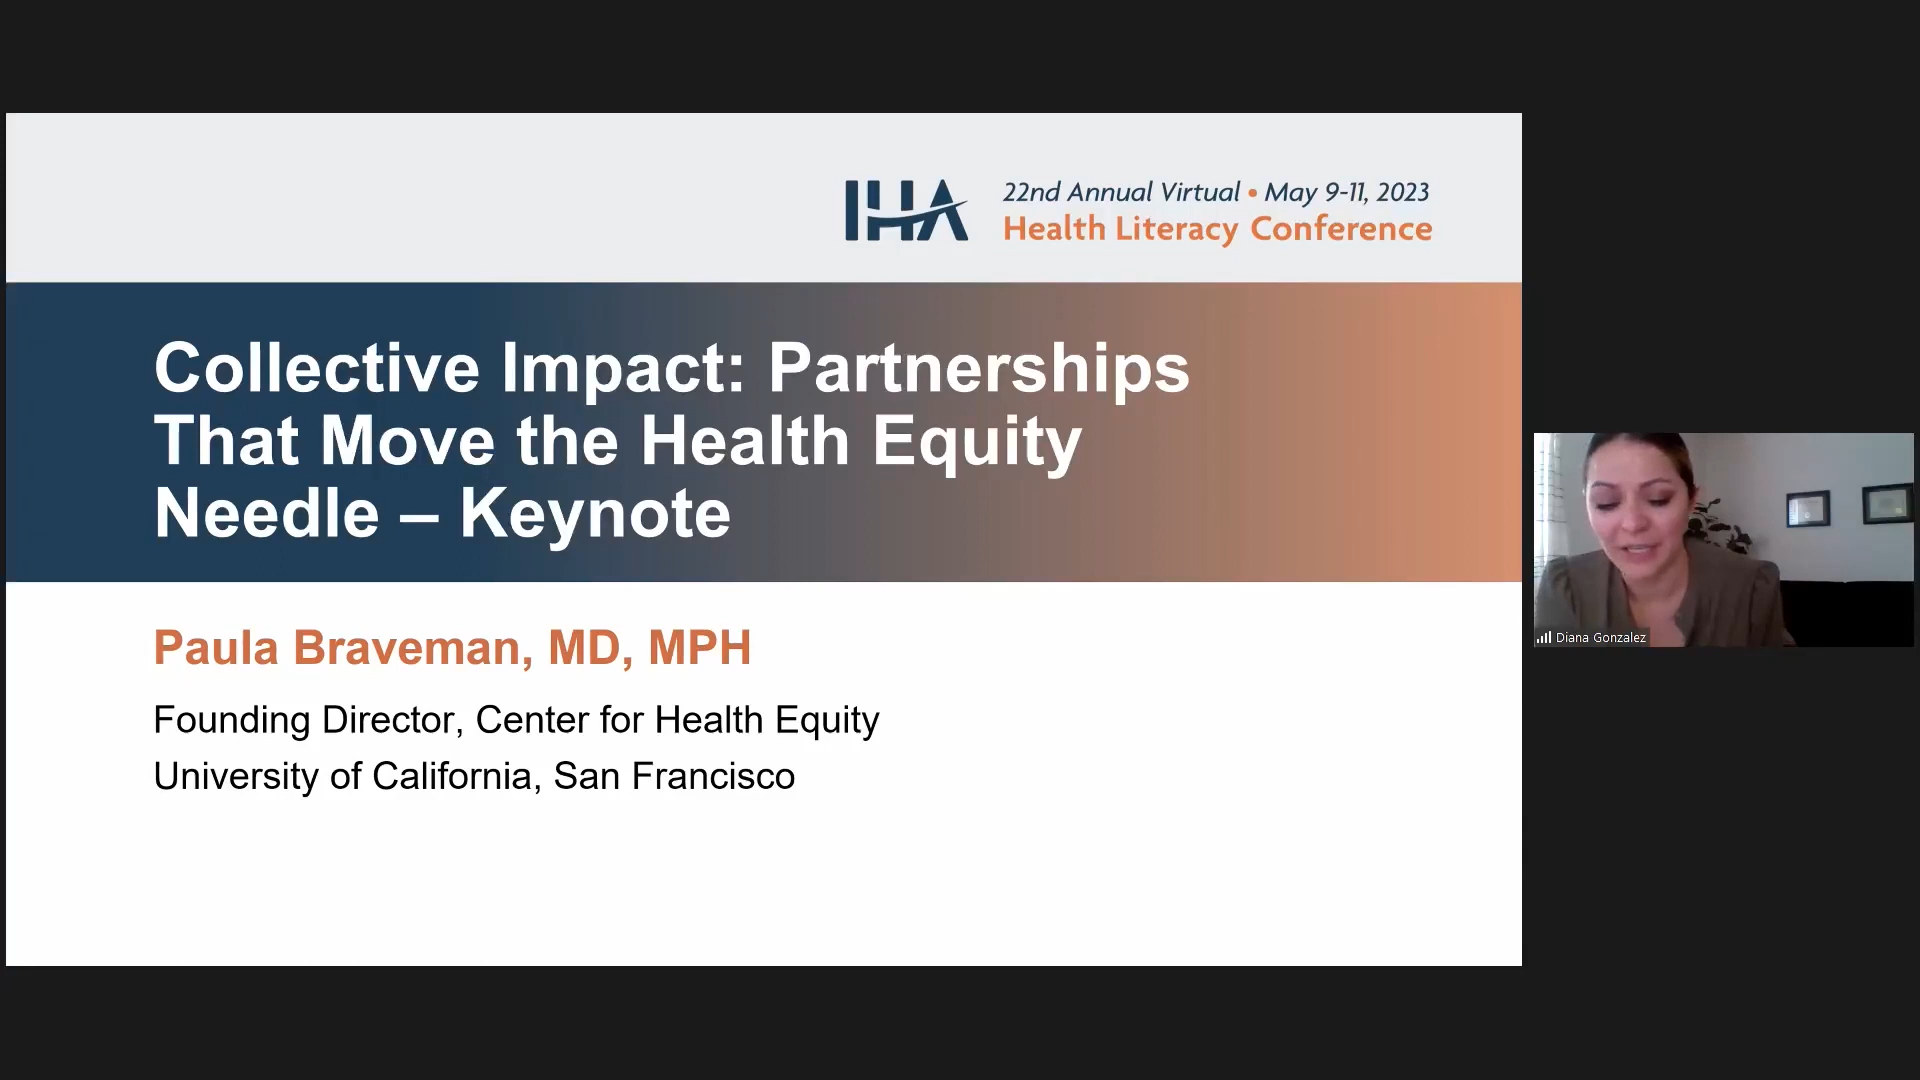 IHA
22nd Annual Virtual • May 9-11, 2023
Health Literacy Conference
Collective Impact: Partnerships
That Move the Health Equity
Needle – Keynote
Paula Braveman, MD, MPH
Founding Director, Center for Health Equity
University of California, San Francisco
Diana Gonzalez